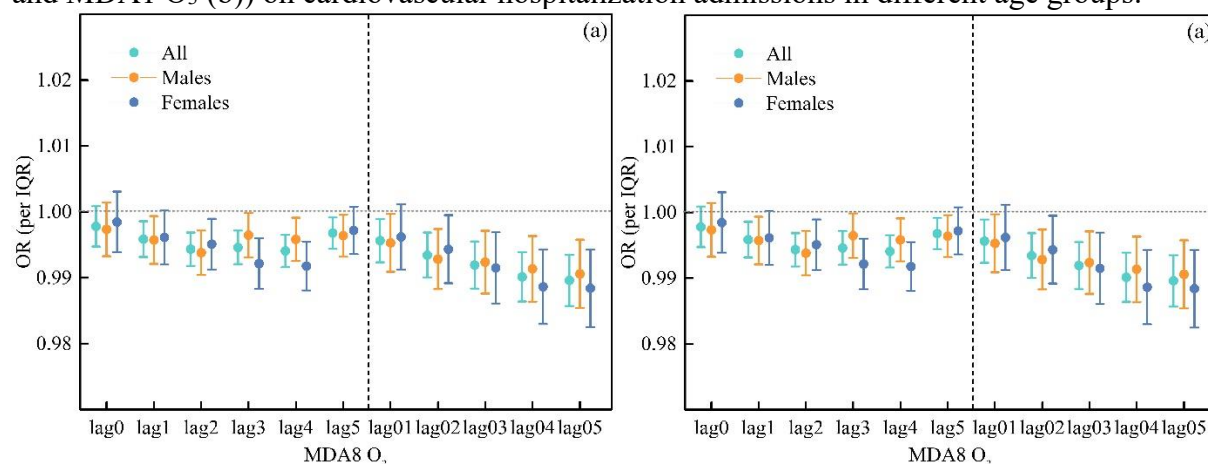 and MDA1 O₃ (b)) on cardiovascular hospitalization admissions in different age groups.
(a)
All
Males
Females
1.02
1.01
1.00
0.99
0.98
OR (per IQR)
lag0 lag1 lag2 lag3 lag4 lag5 lag01 lag02 lag03 lag04 lag05
MDA8 O₃
(a)
All
Males
Females
1.02
1.01
1.00
0.99
0.98
OR (per IQR)
lag0 lag1 lag2 lag3 lag4 lag5 lag01 lag02 lag03 lag04 lag05
MDA8 O₃